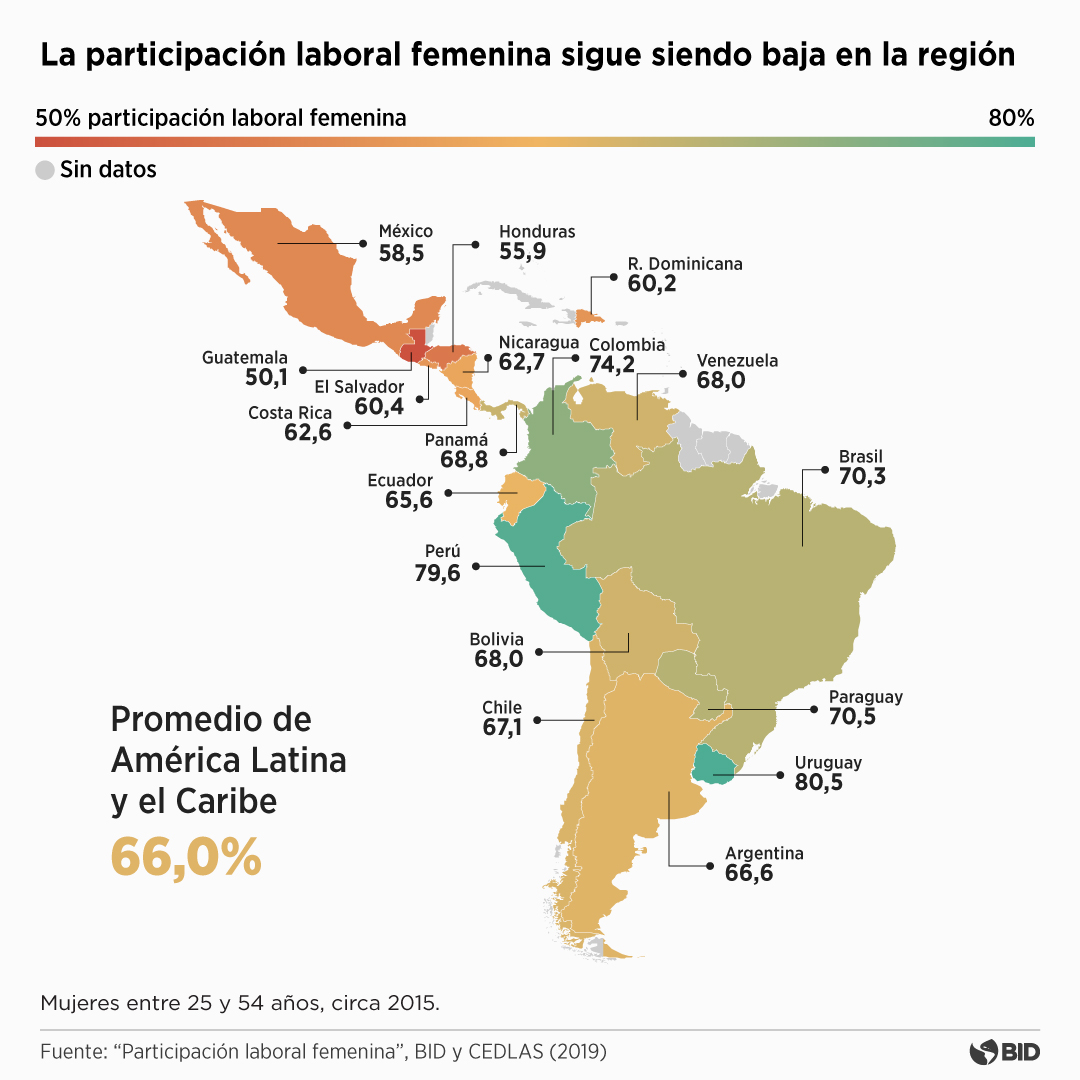 La participación laboral femenina sigue siendo baja en la región
50% participación laboral femenina
80%
Sin datos
México
58,5
Honduras
55,9
R. Dominicana
60,2
Guatemala
50,1
Nicaragua
62,7
Colombia
74,2
Venezuela
68,0
El Salvador
60,4
Costa Rica
62,6
Panamá
68,8
Brasil
70,3
Ecuador
65,6
Perú
79,6
Bolivia
68,0
Chile
67,1
Paraguay
70,5
Uruguay
80,5
Argentina
66,6
Promedio de
América Latina
y el Caribe
66,0%
Mujeres entre 25 y 54 años, circa 2015.
Fuente: “Participación laboral femenina”, BID y CEDLAS (2019)
BID